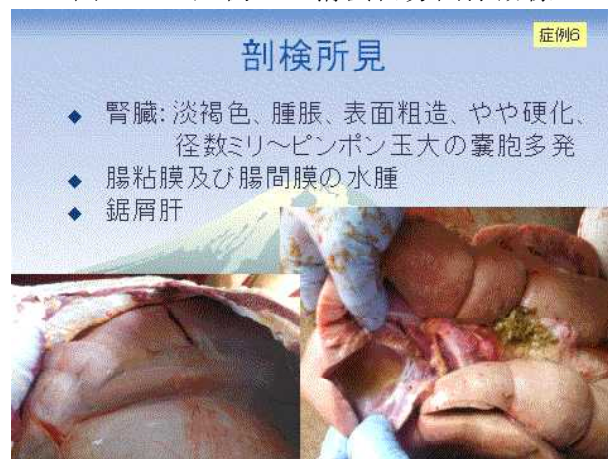 症例6
剖検所見
◆ 腎臓:淡褐色、腫脹、表面粗造、やや硬化、
径数ミリ～ピンポン玉大の嚢胞多発
◆ 腸粘膜及び腸間膜の水腫
◆ 鋸屑肝